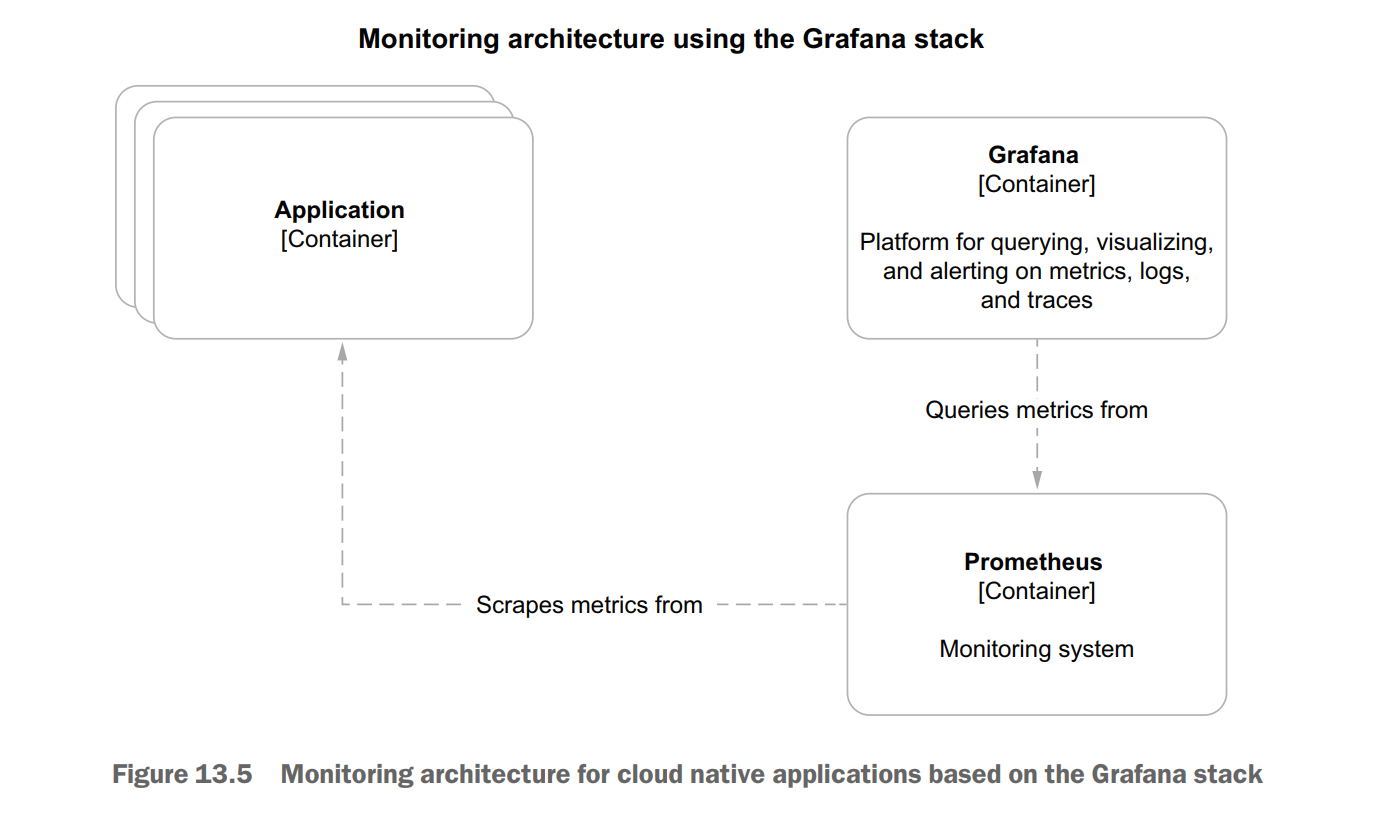 Monitoring architecture using the Grafana stack
Application
[Container]
Grafana
[Container]
Platform for querying, visualizing,
and alerting on metrics, logs,
and traces
Queries metrics from
Scrapes metrics from
Prometheus
[Container]
Monitoring system
Figure 13.5 Monitoring architecture for cloud native applications based on the Grafana stack